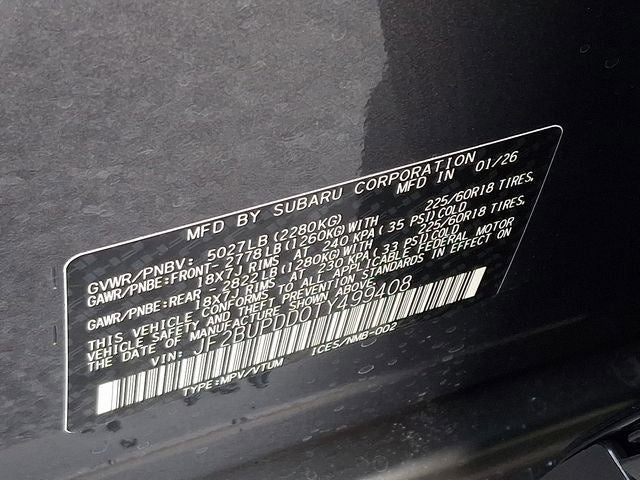 MFD BY SUBARU CORPORATION
MFD IN 01/26
GVWR/PNBV: 5027LB(2280KG)
GAWR/PNBE:FRONT- 2778LB(1260KG)WITH 225/60R18 TIRES,
18X7J RIMS AT 240 KPA(35 PSI)COLD
GAWR/PNBE:REAR - 2822LB(1280KG)WITH 225/60R18 TIRES,
18X7J RIMS AT 230 KPA(33 PSI)COLD
THIS VEHICLE CONFORMS TO ALL APPLICABLE FEDERAL MOTOR
VEHICLE SAFETY AND THEFT PREVENTION STANDARDS IN EFFECT ON
THE DATE OF MANUFACTURE SHOWN ABOVE.
VIN: JF2BUPDD0TY499408
TYPE:MPV/VTUM ICES/NMB-002